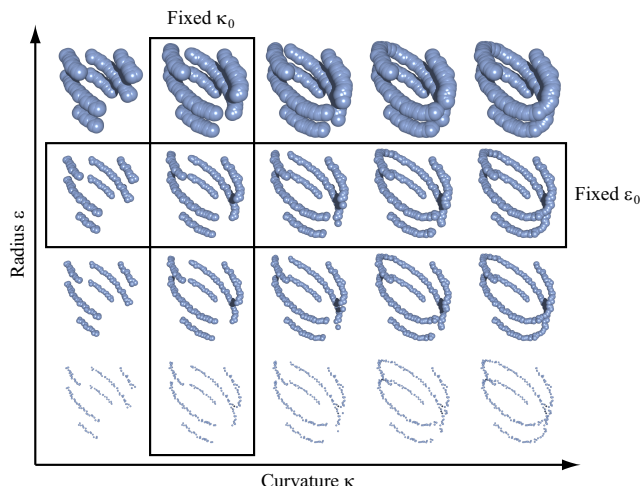 Fixed κ₀
Fixed ε₀
Radius ε
Curvature κ